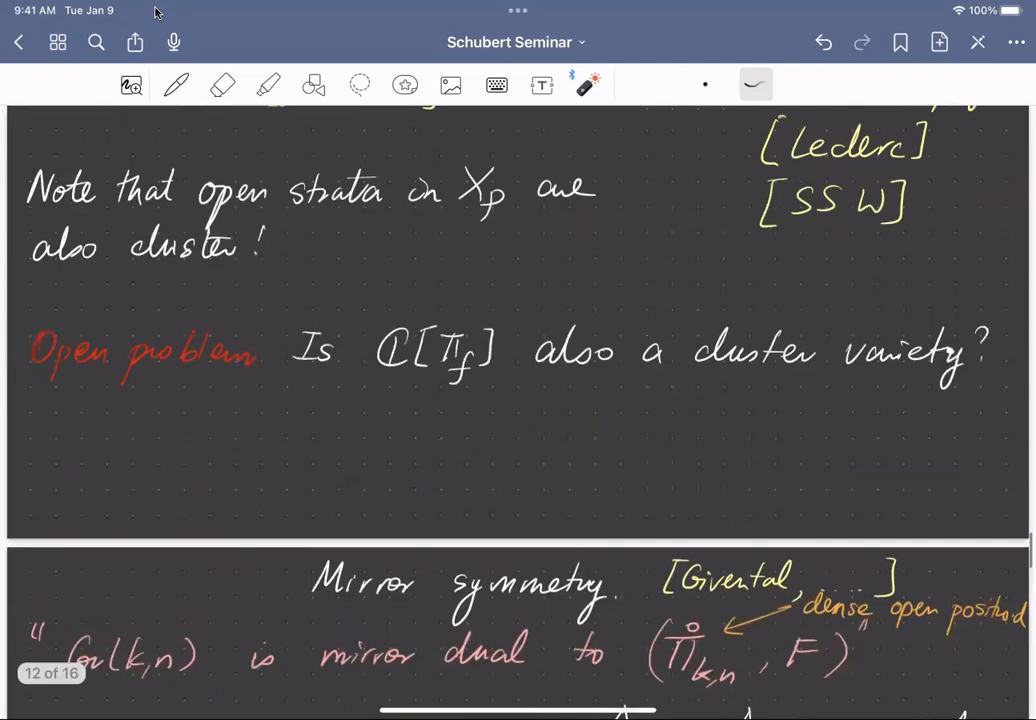 9:41 AM Tue Jan 9
100%
Schubert Seminar
[Leclerc]
[SSW]
Note that open strata in X_P are
also cluster!
Open problem. Is ℂ[Π_f] also a cluster variety?
Mirror symmetry. [Givental, ...]
dense open positroid
"Gr(k,n) is mirror dual to (Π̊_{k,n}, F)"
12 of 16